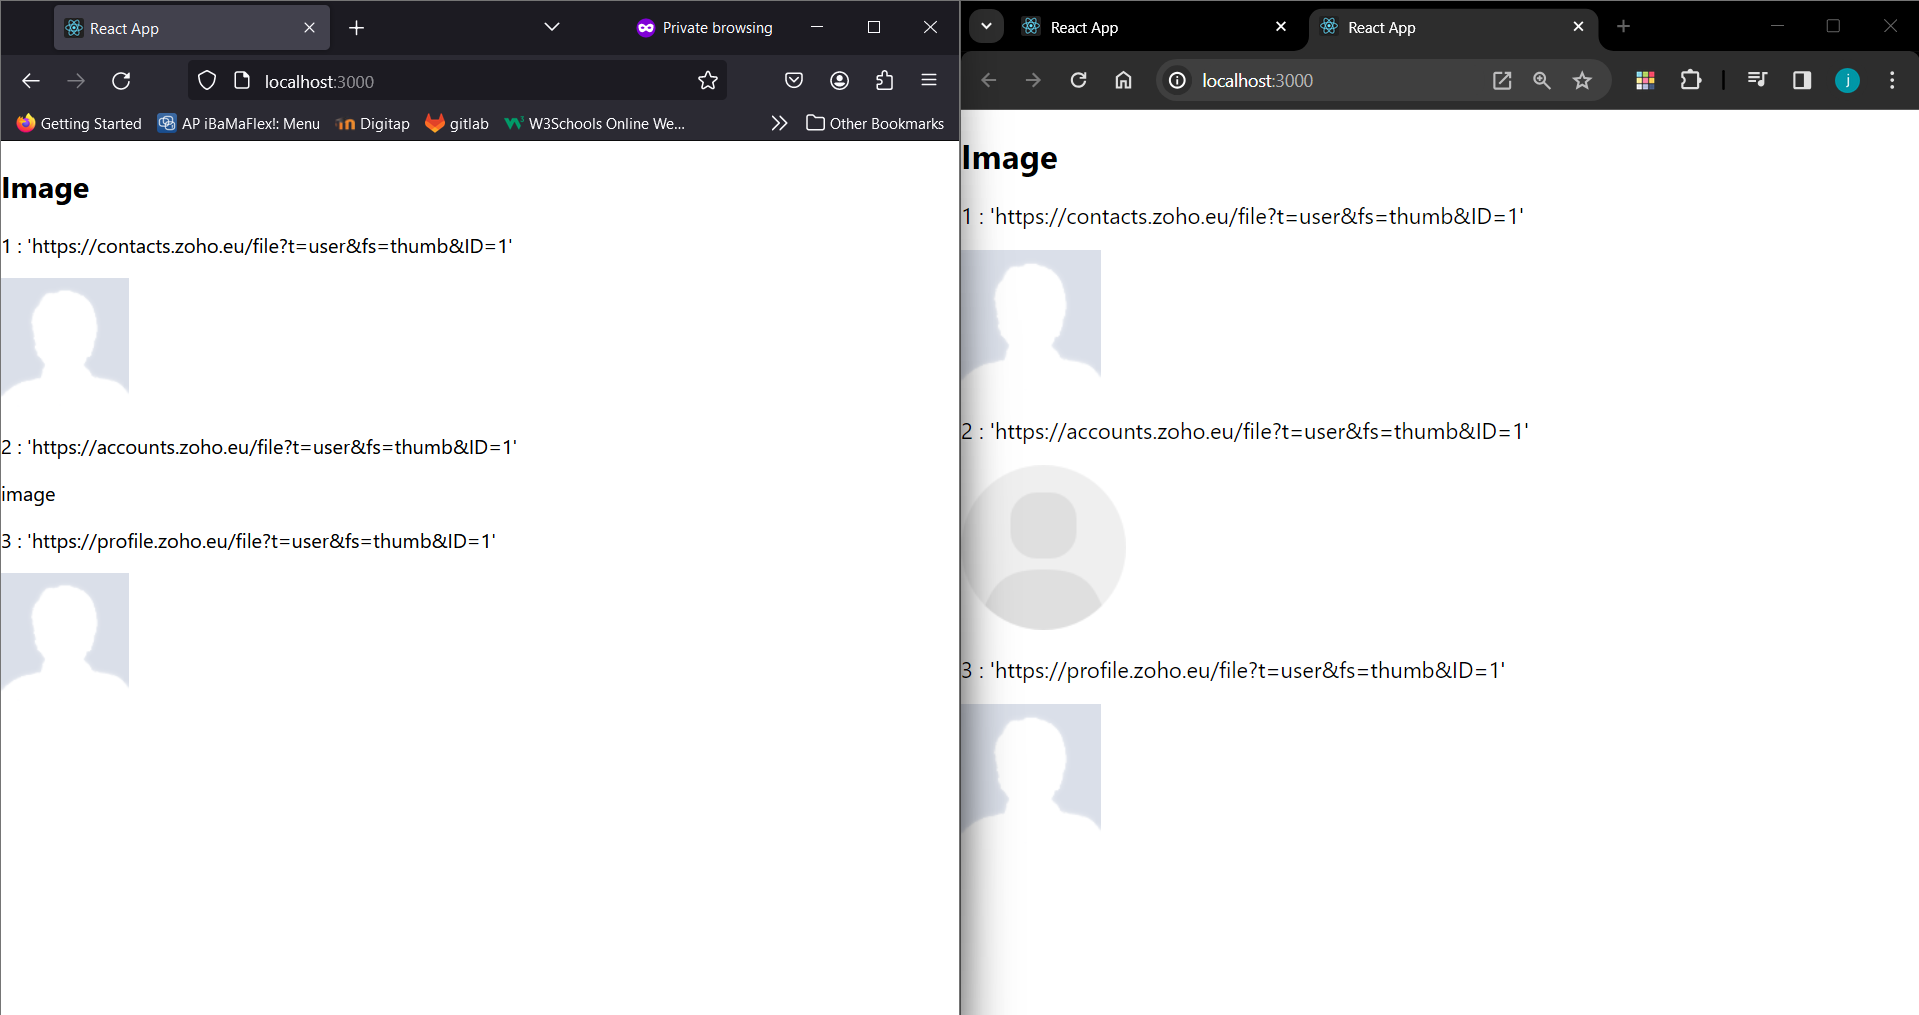 React App
Private browsing
localhost:3000
Getting Started
AP iBaMaFlex!: Menu
Digitap
gitlab
W3Schools Online We...
Other Bookmarks
Image
1 : 'https://contacts.zoho.eu/file?t=user&fs=thumb&ID=1'
2 : 'https://accounts.zoho.eu/file?t=user&fs=thumb&ID=1'
image
3 : 'https://profile.zoho.eu/file?t=user&fs=thumb&ID=1'
React App
React App
localhost:3000
j
Image
1 : 'https://contacts.zoho.eu/file?t=user&fs=thumb&ID=1'
2 : 'https://accounts.zoho.eu/file?t=user&fs=thumb&ID=1'
3 : 'https://profile.zoho.eu/file?t=user&fs=thumb&ID=1'